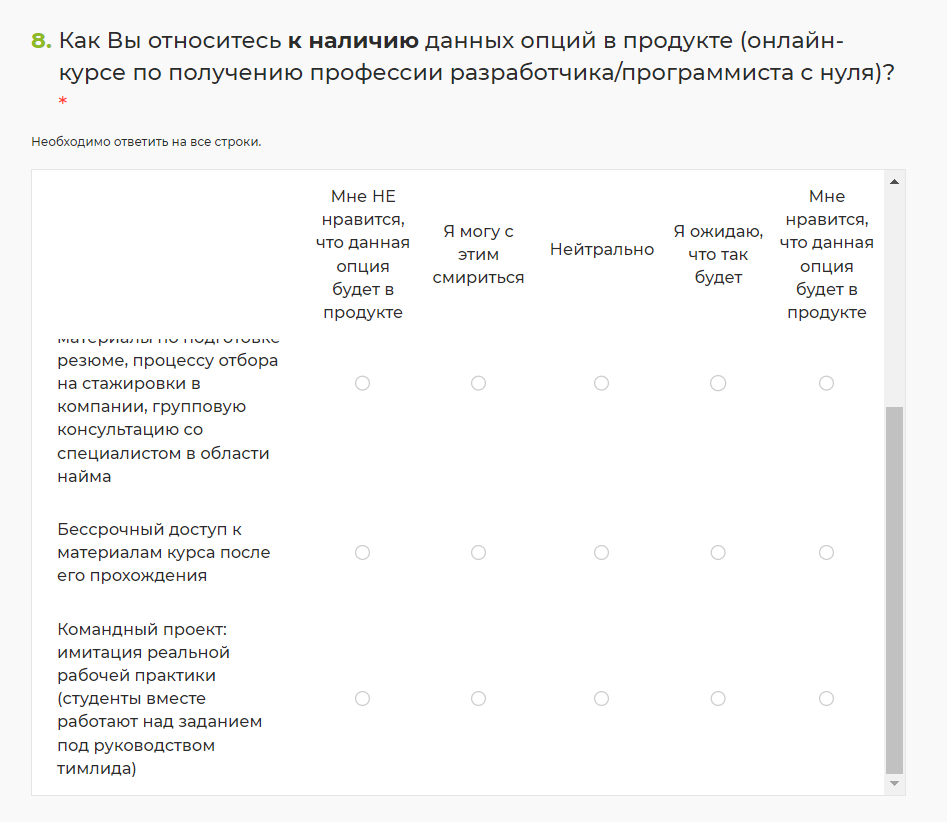 8. Как Вы относитесь к наличию данных опций в продукте (онлайн-
курсе по получению профессии разработчика/программиста с нуля)?
*
Необходимо ответить на все строки.
Мне НЕ
нравится,
что данная
опция
будет в
продукте
Я могу с
этим
смириться
Нейтрально
Я ожидаю,
что так
будет
Мне
нравится,
что данная
опция
будет в
продукте
материалы по подготовке
резюме, процессу отбора
на стажировки в
компании, групповую
консультацию со
специалистом в области
найма
Бессрочный доступ к
материалам курса после
его прохождения
Командный проект:
имитация реальной
рабочей практики
(студенты вместе
работают над заданием
под руководством
тимлида)